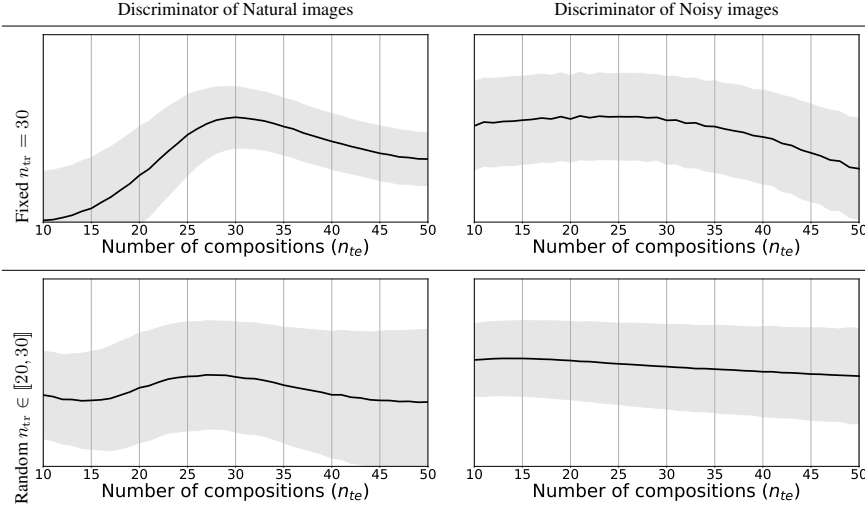 Discriminator of Natural images
Discriminator of Noisy images
Fixed n_tr = 30
10 15 20 25 30 35 40 45 50
Number of compositions (n_te)
10 15 20 25 30 35 40 45 50
Number of compositions (n_te)
Random n_tr ∈ ⟦20, 30⟧
10 15 20 25 30 35 40 45 50
Number of compositions (n_te)
10 15 20 25 30 35 40 45 50
Number of compositions (n_te)